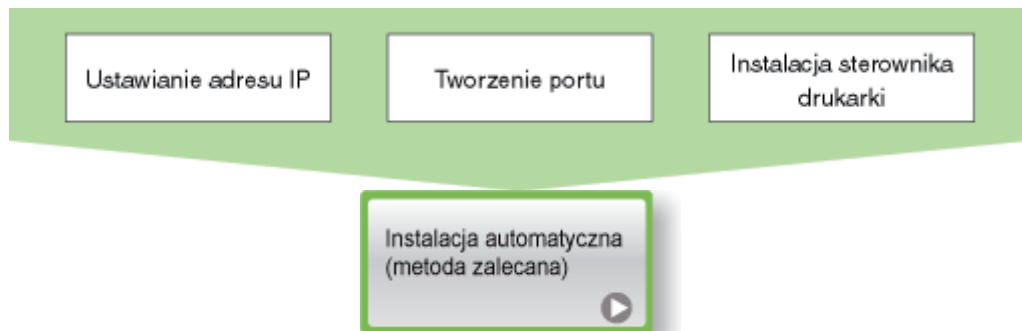 Ustawianie adresu IP
Tworzenie portu
Instalacja sterownika
drukarki
Instalacja automatyczna
(metoda zalecana)